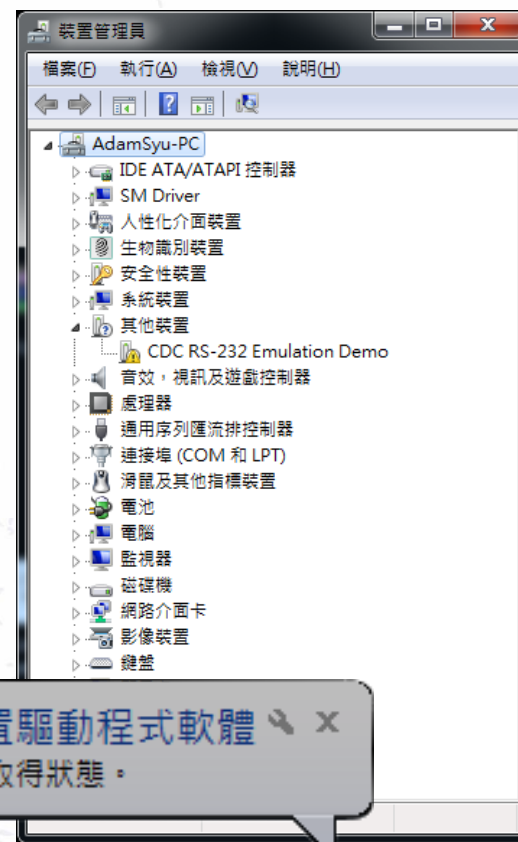 裝置管理員
檔案(F) 執行(A) 檢視(V) 說明(H)
AdamSyu-PC
IDE ATA/ATAPI 控制器
SM Driver
人性化介面裝置
生物識別裝置
安全性裝置
系統裝置
其他裝置
CDC RS-232 Emulation Demo
音效，視訊及遊戲控制器
處理器
通用序列匯流排控制器
連接埠 (COM 和 LPT)
滑鼠及其他指標裝置
電池
電腦
監視器
磁碟機
網路介面卡
影像裝置
鍵盤
置驅動程式軟體
取得狀態。